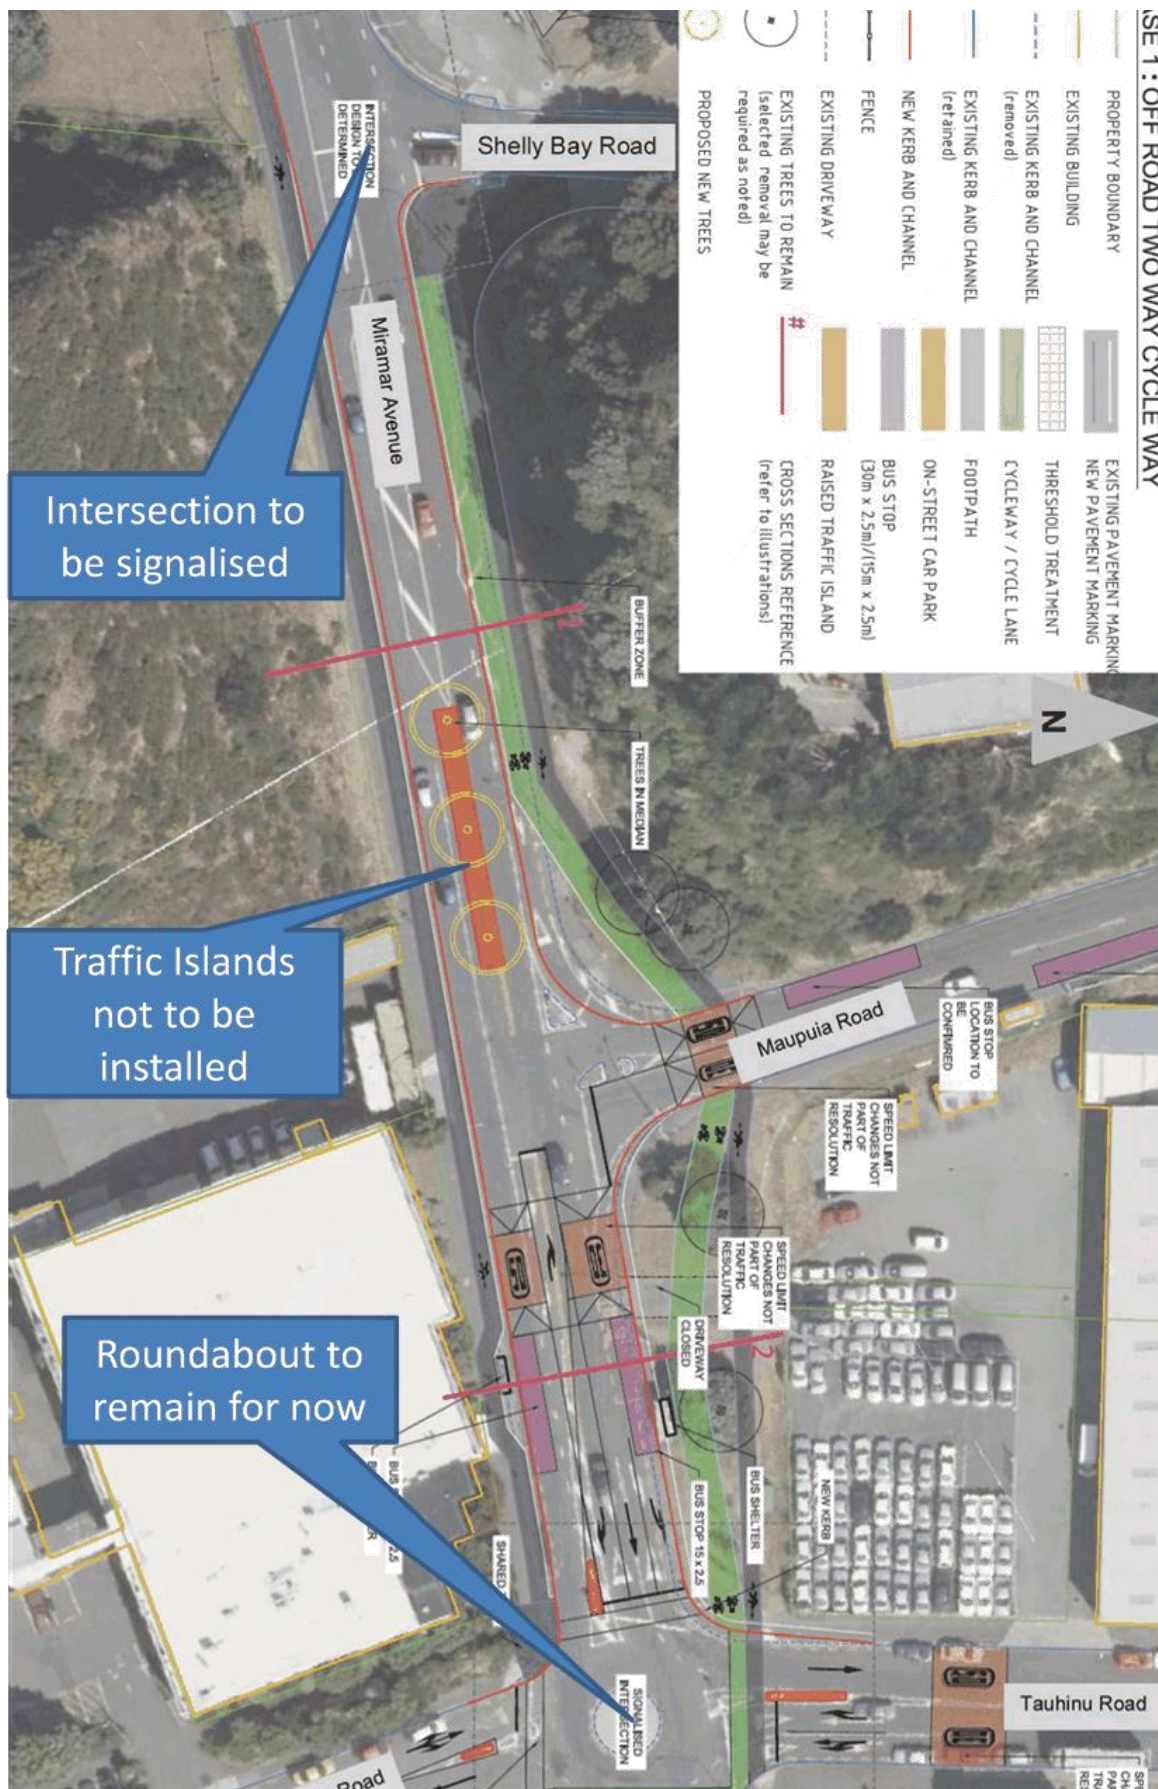 SE 1: OFF ROAD TWO WAY CYCLE WAY
PROPERTY BOUNDARY
EXISTING BUILDING
EXISTING KERB AND CHANNEL
(removed)
EXISTING KERB AND CHANNEL
(retained)
NEW KERB AND CHANNEL
FENCE
EXISTING DRIVEWAY
EXISTING TREES TO REMAIN
(selected removal may be
required as noted)
PROPOSED NEW TREES
EXISTING PAVEMENT MARKING
NEW PAVEMENT MARKING
THRESHOLD TREATMENT
CYCLEWAY / CYCLE LANE
FOOTPATH
ON-STREET CAR PARK
BUS STOP
(30m x 2.5m)/(15m x 2.5m)
RAISED TRAFFIC ISLAND
#
CROSS SECTIONS REFERENCE
(refer to illustrations)
N
Shelly Bay Road
INTERSECTION
DESIGN TO
DETERMINED
Miramar Avenue
Intersection to
be signalised
BUFFER ZONE
TREES IN MEDIAN
Traffic Islands
not to be
installed
Maupuia Road
BUS STOP
LOCATION TO
BE
CONFIMRED
SPEED LIMIT
CHANGES NOT
PART OF
TRAFFIC
RESOLUTION
SPEED LIMIT
CHANGES NOT
PART OF
TRAFFIC
RESOLUTION
DRIVEWAY
CLOSED
2
Roundabout to
remain for now
BUS SHELTER
NEW KERB
BUS STOP 15 x 2.5
BUS
2.5
SHARED
SIGNALISED
INTERSECTION
Tauhinu Road
Road